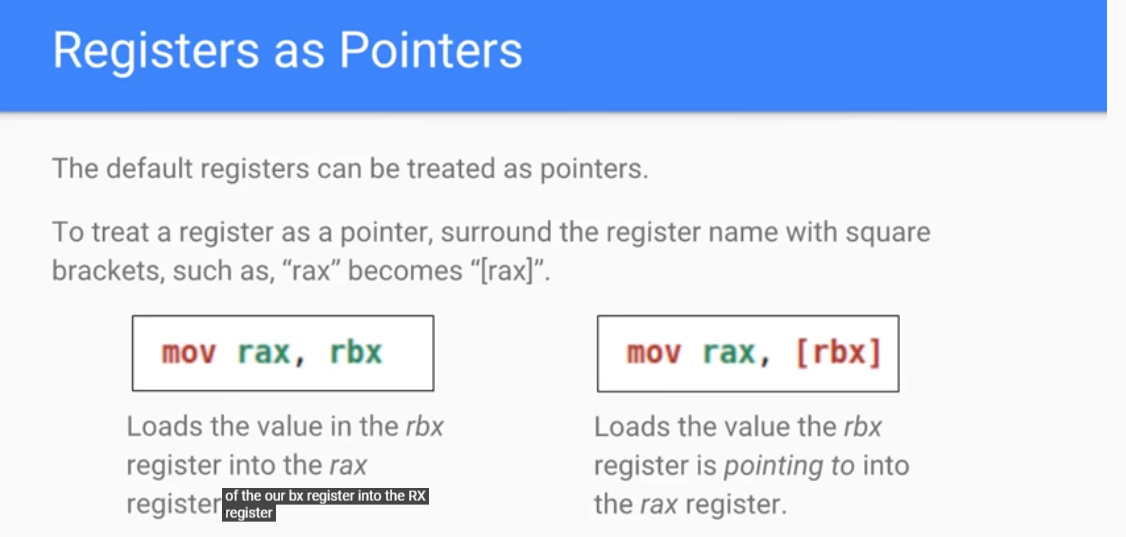 Registers as Pointers
The default registers can be treated as pointers.
To treat a register as a pointer, surround the register name with square
brackets, such as, “rax” becomes “[rax]”.
mov rax, rbx
Loads the value in the rbx
register into the rax
register
of the our bx register into the RX
register
mov rax, [rbx]
Loads the value the rbx
register is pointing to into
the rax register.